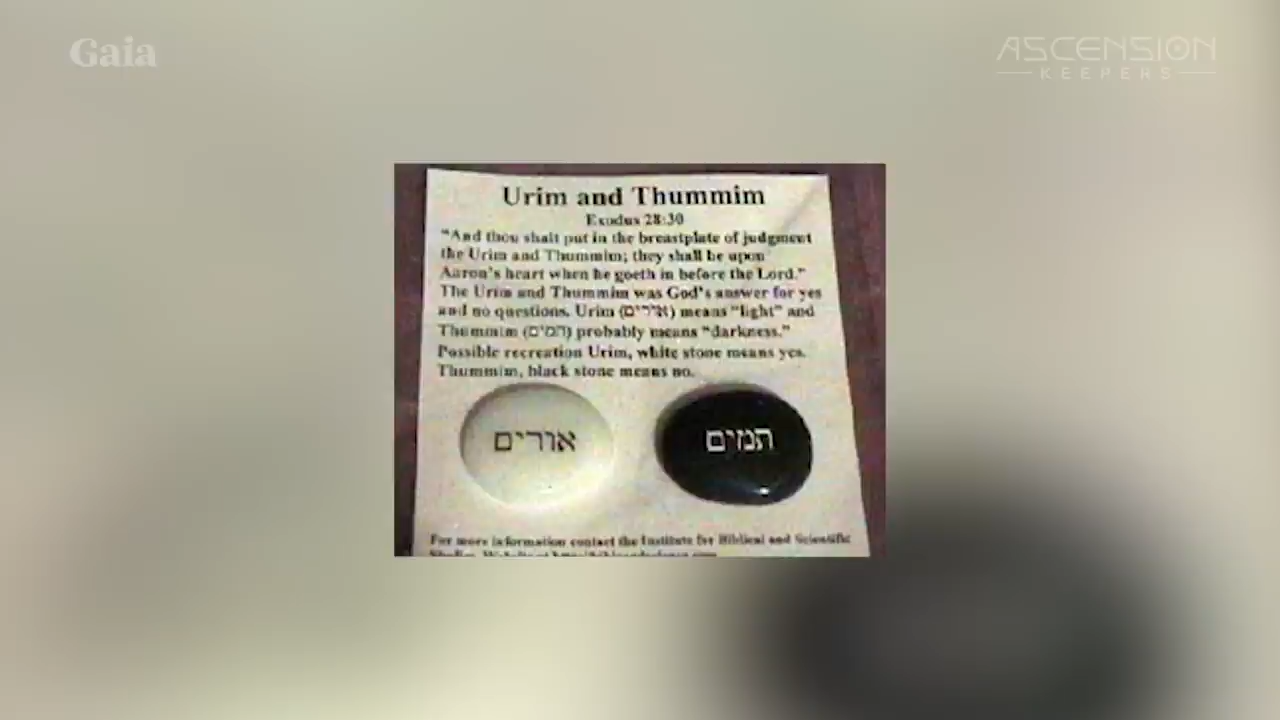 Gaia
ASCENSION
KEEPERS
Urim and Thummim
Exodus 28:30
"And thou shalt put in the breastplate of judgment
the Urim and Thummim; they shall be upon
Aaron's heart when he goeth in before the Lord."
The Urim and Thummim was God's answer for yes
and no questions. Urim (אורים) means "light" and
Thummim (תמים) probably means "darkness."
Possible recreation Urim, white stone means yes.
Thummim, black stone means no.
אורים
תמים
For more information contact the Institute for Biblical and Scientific